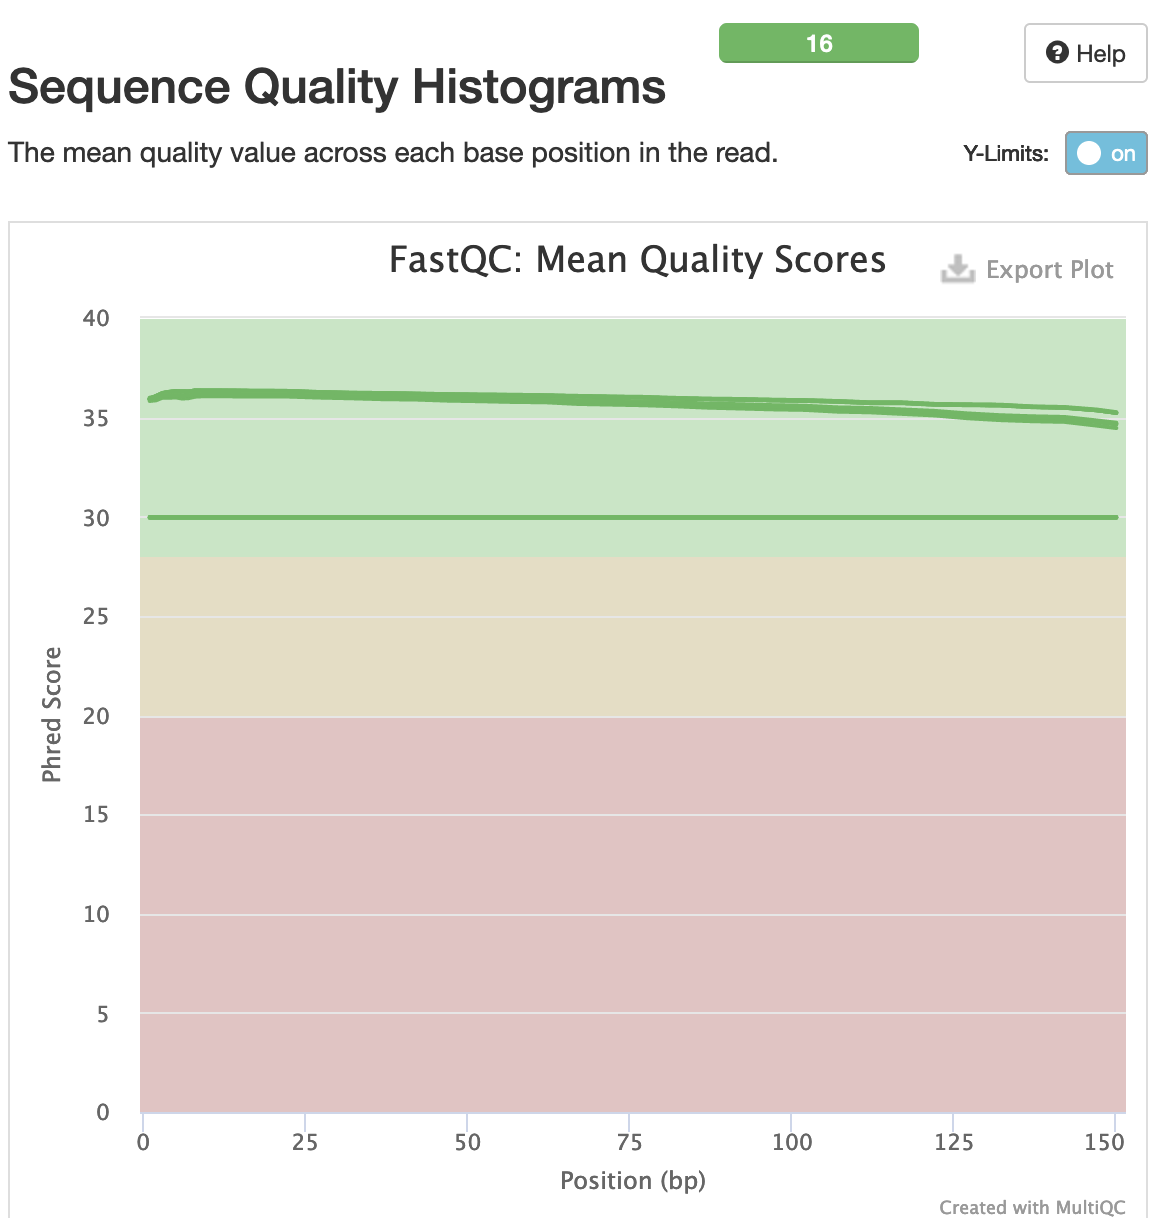 16
Help
Sequence Quality Histograms
The mean quality value across each base position in the read.
Y-Limits: on
FastQC: Mean Quality Scores
Export Plot
40
35
30
25
20
15
10
5
0
Phred Score
0 25 50 75 100 125 150
Position (bp)
Created with MultiQC